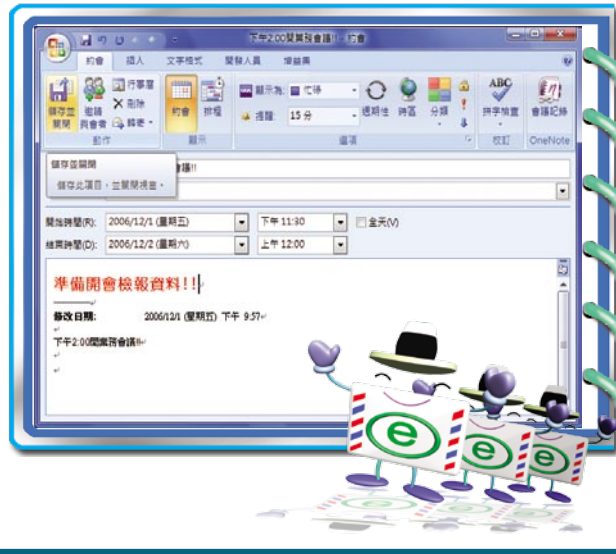 下午2:00開業務會議!! - 約會
約會 插入 文字格式 開發人員 增益集
儲存並關閉 邀請與會者 行事曆 刪除 轉寄
動作
約會 排程
顯示
顯示為: 忙碌
提醒: 15 分
週期性 時區 分類
選項
ABC
拼字檢查
校訂
會議記錄
OneNote
儲存並關閉
儲存此項目，並關閉視窗。
會議!!
開始時間(R): 2006/12/1 (星期五) 下午 11:30 全天(V)
結束時間(D): 2006/12/2 (星期六) 上午 12:00
準備開會檢報資料!!
修改日期: 2006/12/1 (星期五) 下午 9:57
下午2:00開業務會議!!
e e e